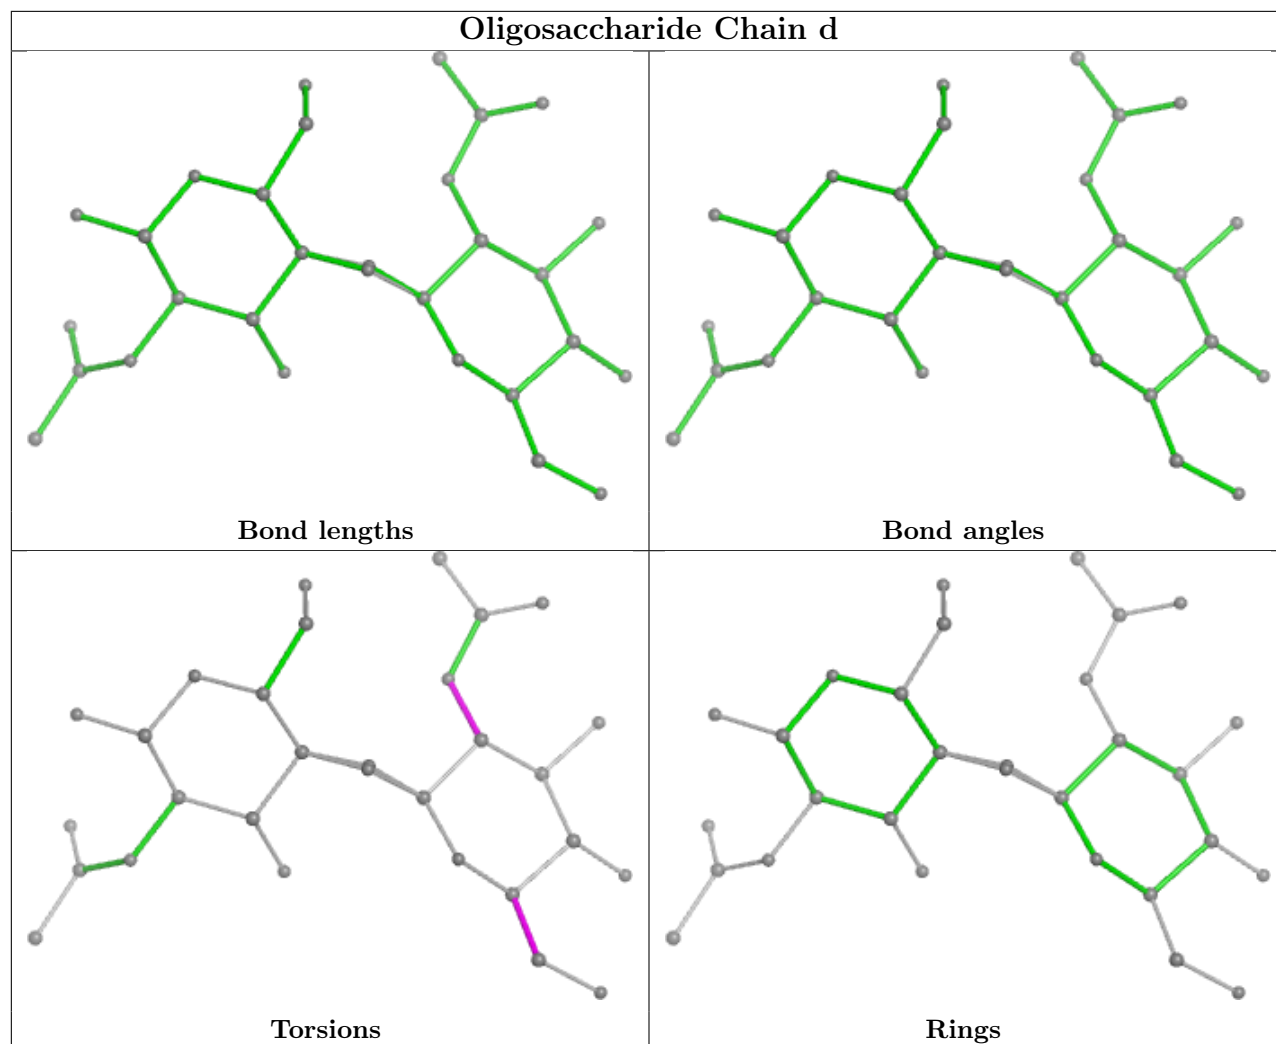 Oligosaccharide Chain d
Bond lengths
Bond angles
Torsions
Rings